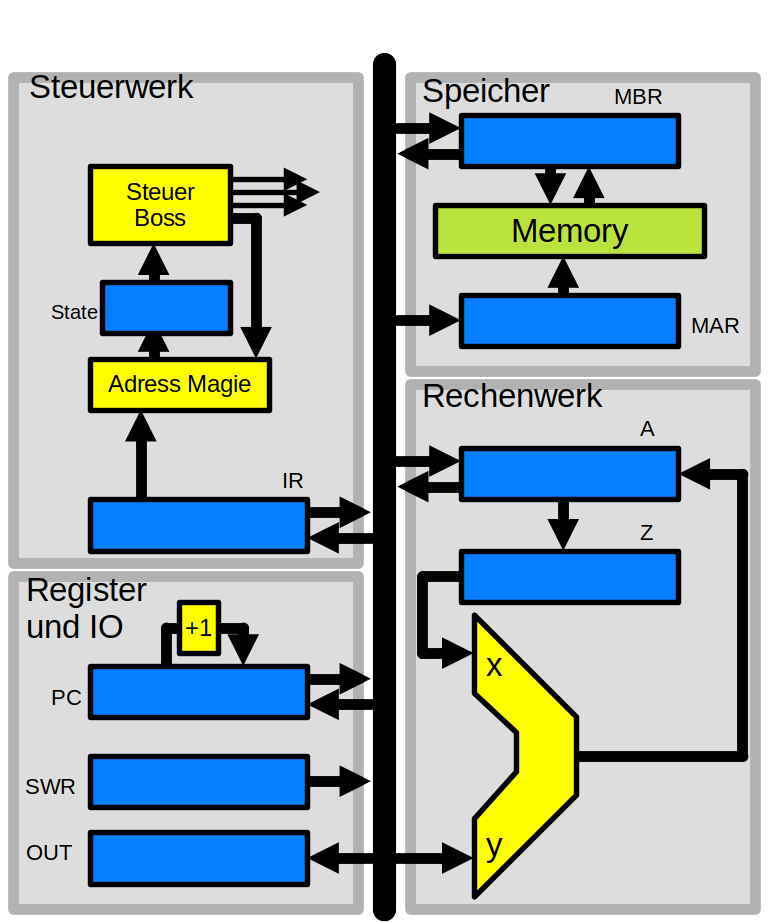 Steuerwerk
Steuer
Boss
State
Adress Magie
IR
Register
und IO
+1
PC
SWR
OUT
Speicher
MBR
Memory
MAR
Rechenwerk
A
Z
x
y